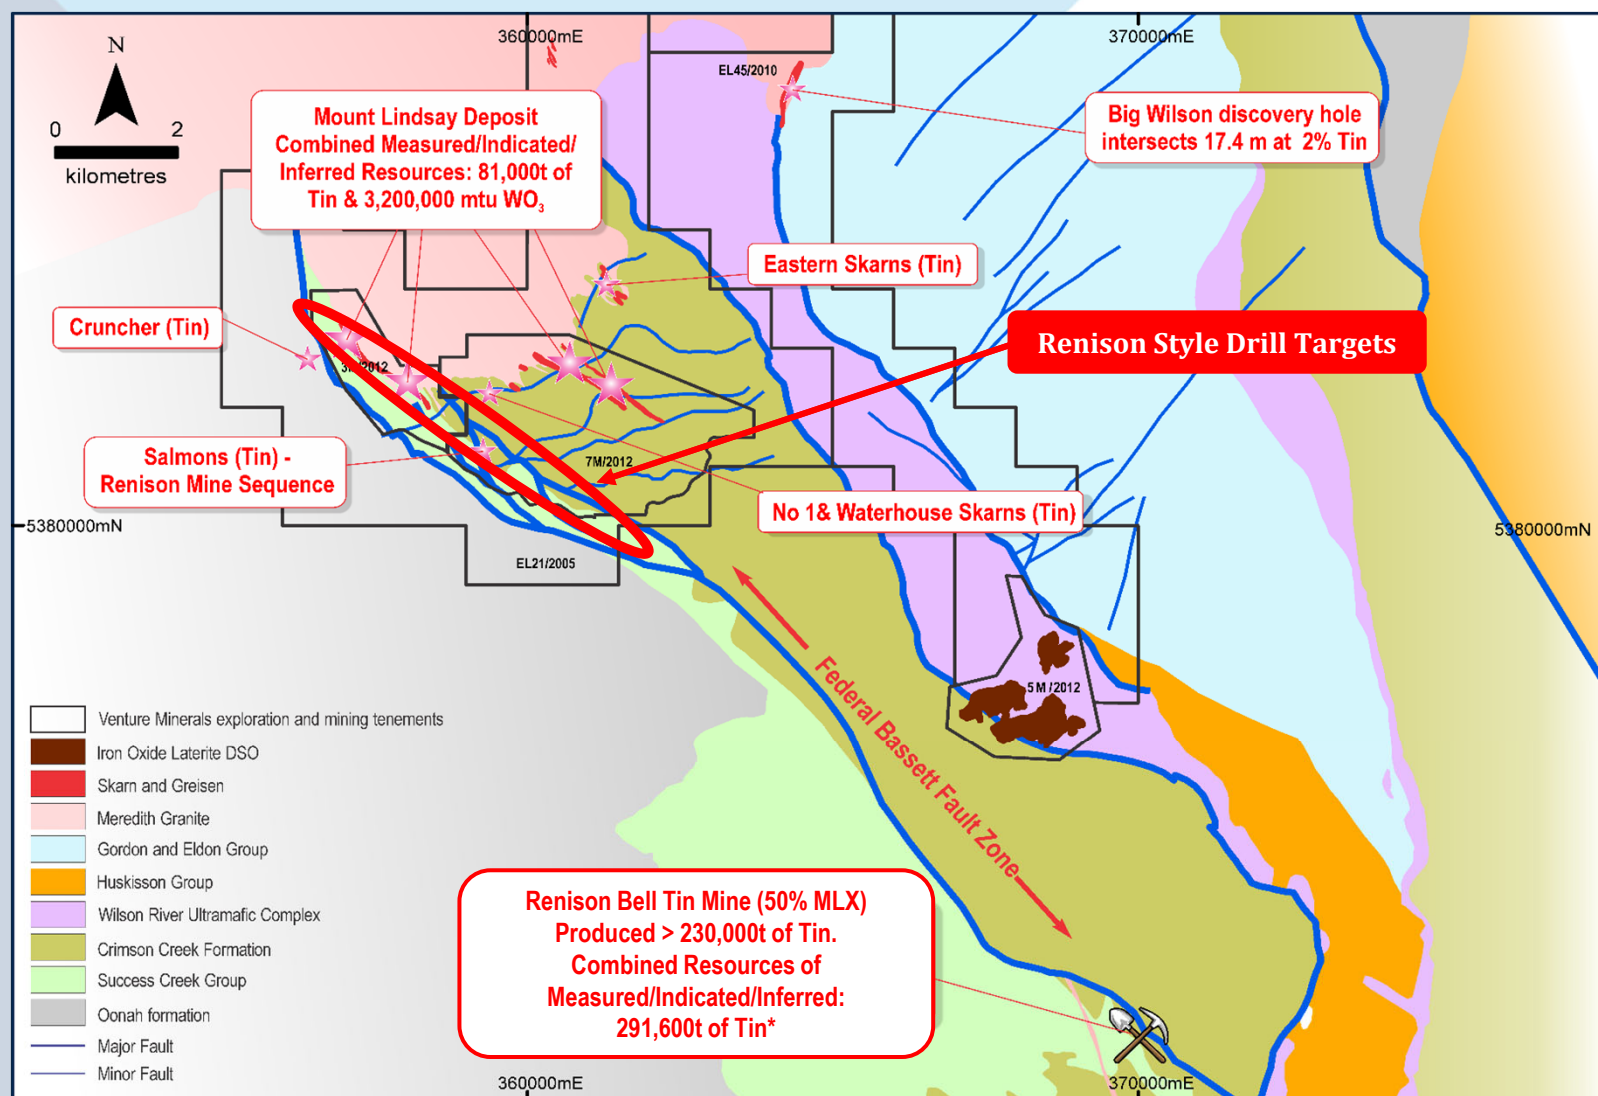 360000mE
370000mE
N
0
2
kilometres
EL45/2010
Mount Lindsay Deposit
Combined Measured/Indicated/
Inferred Resources: 81,000t of
Tin & 3,200,000 mtu WO₃
Big Wilson discovery hole
intersects 17.4 m at 2% Tin
Eastern Skarns (Tin)
Cruncher (Tin)
Renison Style Drill Targets
/2012
Salmons (Tin) -
Renison Mine Sequence
7M/2012
No 1& Waterhouse Skarns (Tin)
5380000mN
5380000mN
EL21/2005
Federal Bassett Fault Zone
5 M /2012
Venture Minerals exploration and mining tenements
Iron Oxide Laterite DSO
Skarn and Greisen
Meredith Granite
Gordon and Eldon Group
Huskisson Group
Wilson River Ultramafic Complex
Crimson Creek Formation
Success Creek Group
Oonah formation
Major Fault
Minor Fault
Renison Bell Tin Mine (50% MLX)
Produced > 230,000t of Tin.
Combined Resources of
Measured/Indicated/Inferred:
291,600t of Tin*
360000mE
370000mE